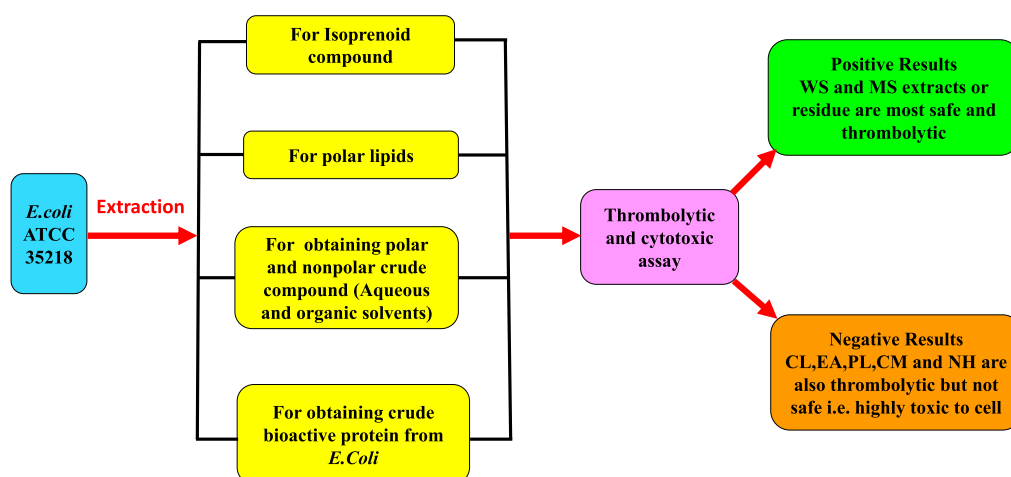 For Isoprenoid
compound
For polar lipids
For obtaining polar
and nonpolar crude
compound (Aqueous
and organic solvents)
For obtaining crude
bioactive protein from
E.Coli
E.coli
ATCC
35218
Extraction
Thrombolytic
and cytotoxic
assay
Positive Results
WS and MS extracts or
residue are most safe and
thrombolytic
Negative Results
CL,EA,PL,CM and NH are
also thrombolytic but not
safe i.e. highly toxic to cell